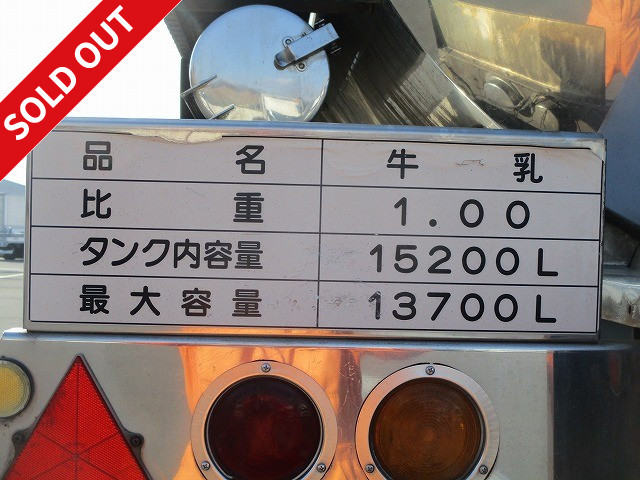 SOLD OUT
品名 牛乳
比重 1.00
タンク内容量 15200L
最大容量 13700L